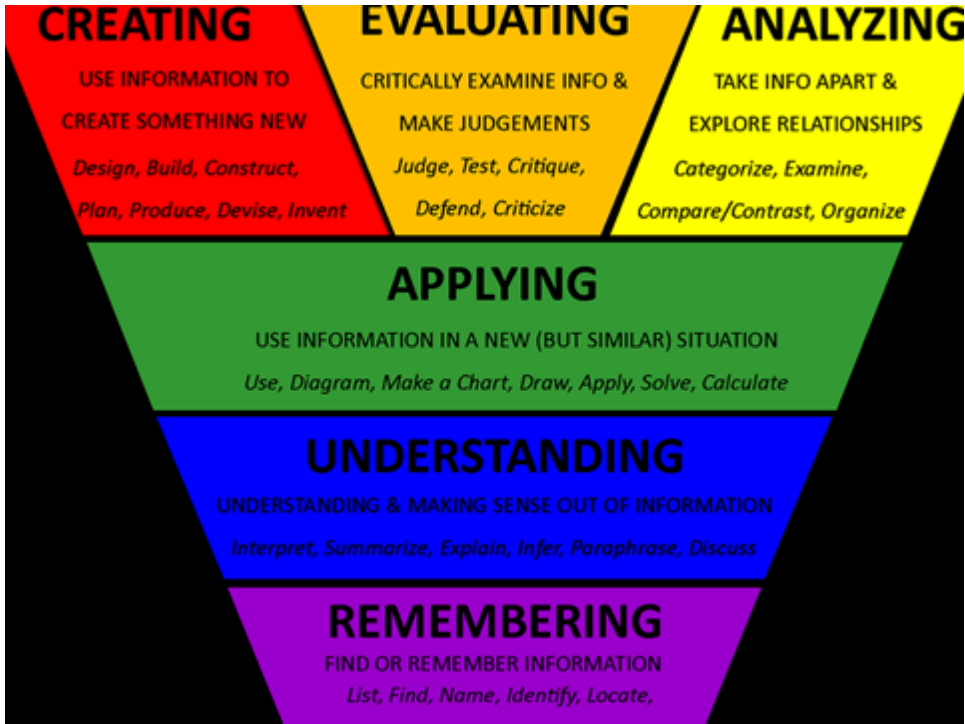 CREATING
USE INFORMATION TO
CREATE SOMETHING NEW
Design, Build, Construct,
Plan, Produce, Devise, Invent
EVALUATING
CRITICALLY EXAMINE INFO &
MAKE JUDGEMENTS
Judge, Test, Critique,
Defend, Criticize
ANALYZING
TAKE INFO APART &
EXPLORE RELATIONSHIPS
Categorize, Examine,
Compare/Contrast, Organize
APPLYING
USE INFORMATION IN A NEW (BUT SIMILAR) SITUATION
Use, Diagram, Make a Chart, Draw, Apply, Solve, Calculate
UNDERSTANDING
UNDERSTANDING & MAKING SENSE OUT OF INFORMATION
Interpret, Summarize, Explain, Infer, Paraphrase, Discuss
REMEMBERING
FIND OR REMEMBER INFORMATION
List, Find, Name, Identify, Locate,